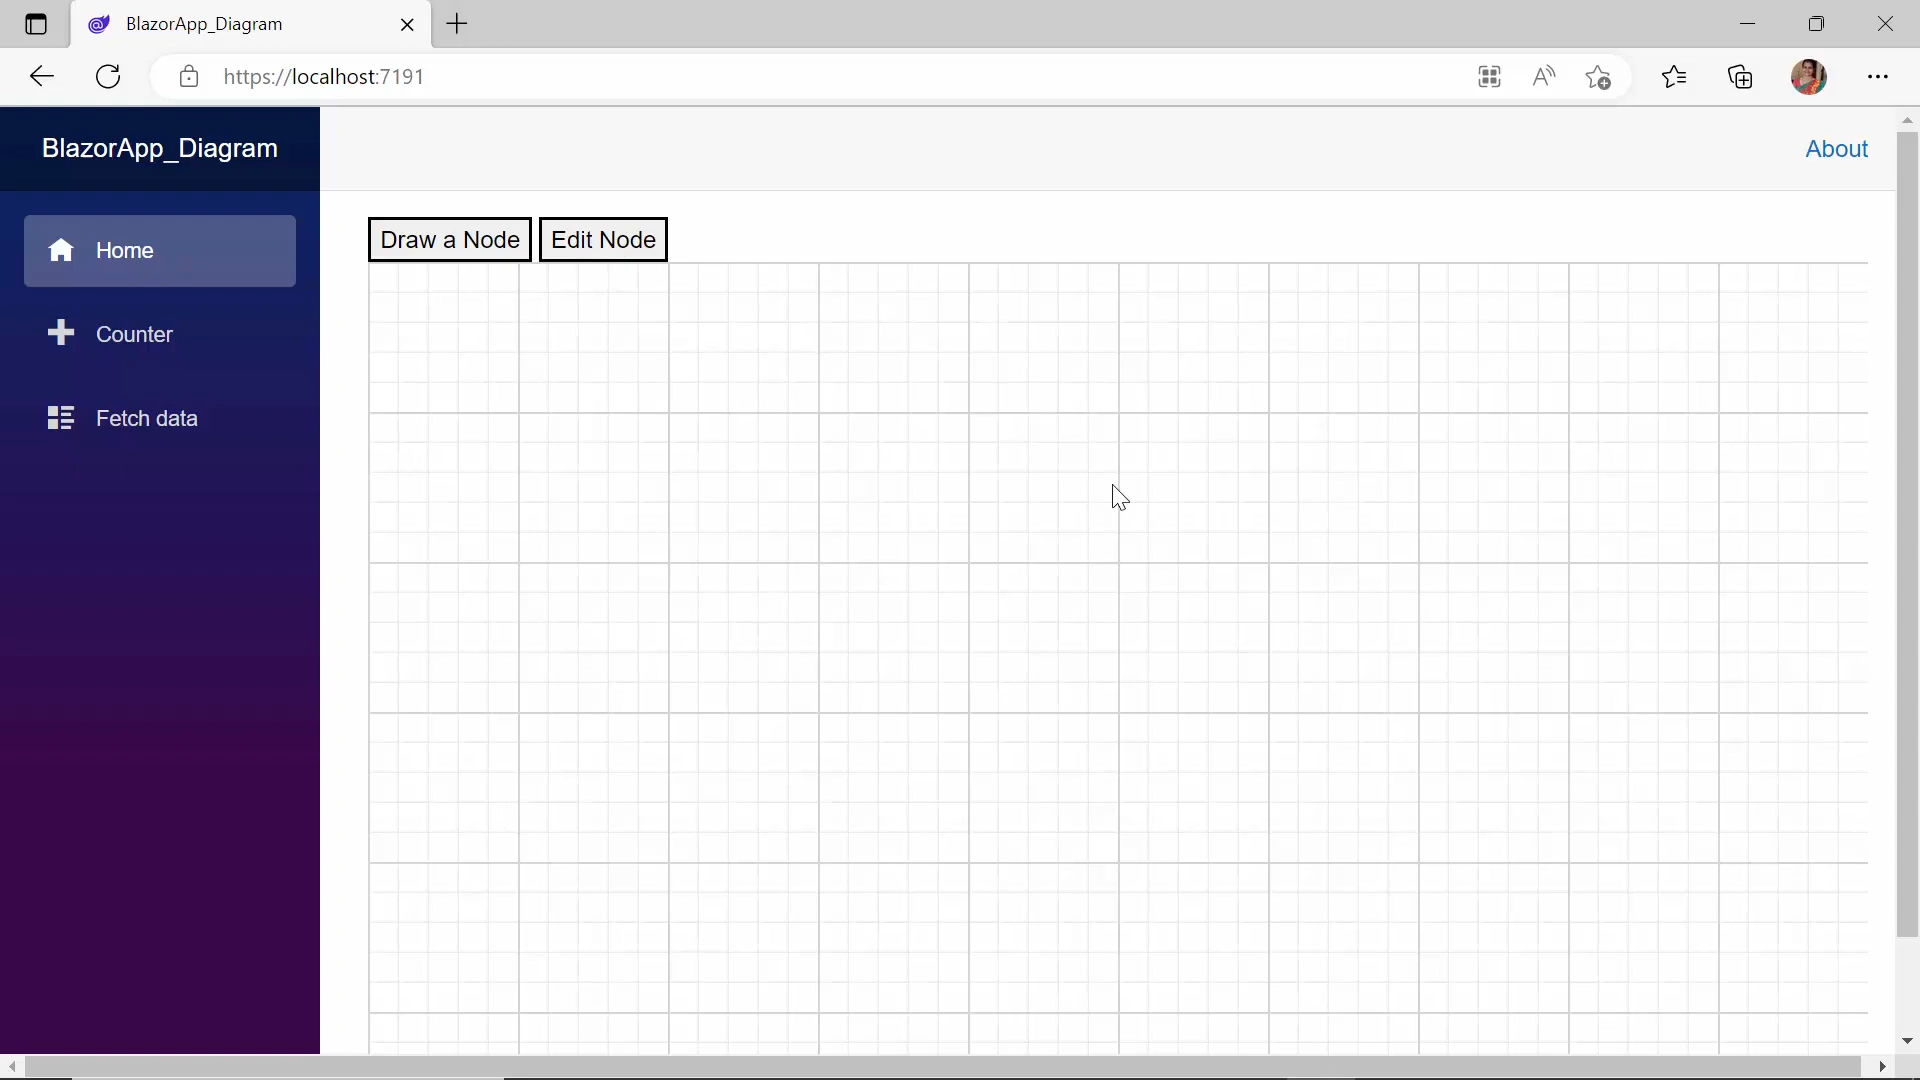 BlazorApp_Diagram
https://localhost:7191
BlazorApp_Diagram
About
Home
Counter
Fetch data
Draw a Node
Edit Node